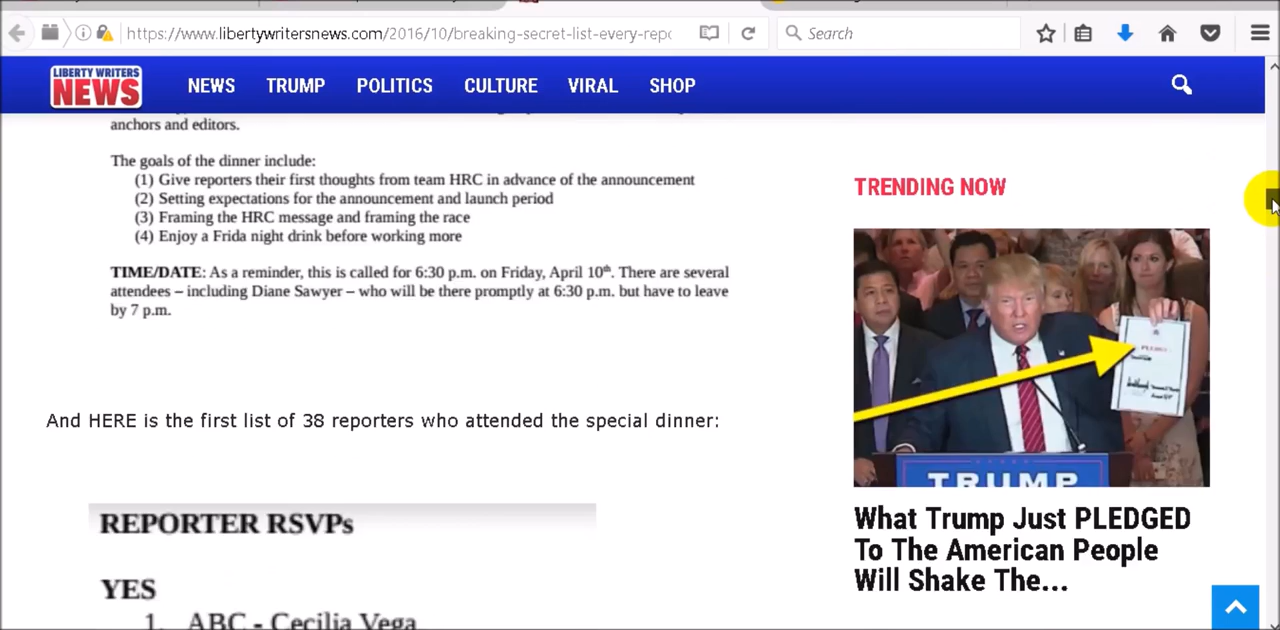 https://www.libertywritersnews.com/2016/10/breaking-secret-list-every-repo
Search
LIBERTY WRITERS
NEWS
NEWS
TRUMP
POLITICS
CULTURE
VIRAL
SHOP
anchors and editors.
The goals of the dinner include:
(1) Give reporters their first thoughts from team HRC in advance of the announcement
(2) Setting expectations for the announcement and launch period
(3) Framing the HRC message and framing the race
(4) Enjoy a Frida night drink before working more
TIME/DATE: As a reminder, this is called for 6:30 p.m. on Friday, April 10th. There are several
attendees – including Diane Sawyer – who will be there promptly at 6:30 p.m. but have to leave
by 7 p.m.
And HERE is the first list of 38 reporters who attended the special dinner:
REPORTER RSVPs
YES
1. ABC - Cecilia Vega
TRENDING NOW
PLEDGE
TRUMP
What Trump Just PLEDGED
To The American People
Will Shake The...